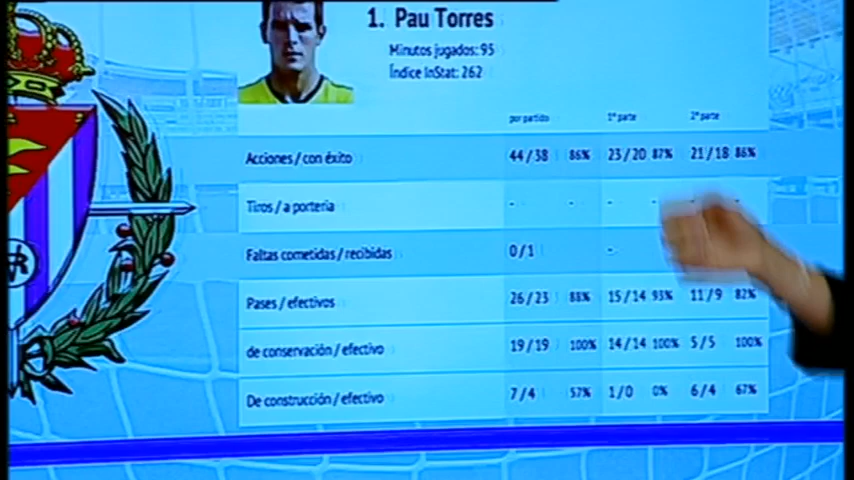 1. Pau Torres
Minutos jugados: 95
Índice InStat: 262
por partido 1ª parte 2ª parte
Acciones / con éxito 44 / 38 86% 23 / 20 87% 21 / 18 86%
Tiros / a portería - - - - - -
Faltas cometidas / recibidas 0 / 1 -
Pases / efectivos 26 / 23 88% 15 / 14 93% 11 / 9 82%
de conservación / efectivo 19 / 19 100% 14 / 14 100% 5 / 5 100%
De construcción / efectivo 7 / 4 57% 1 / 0 0% 6 / 4 67%